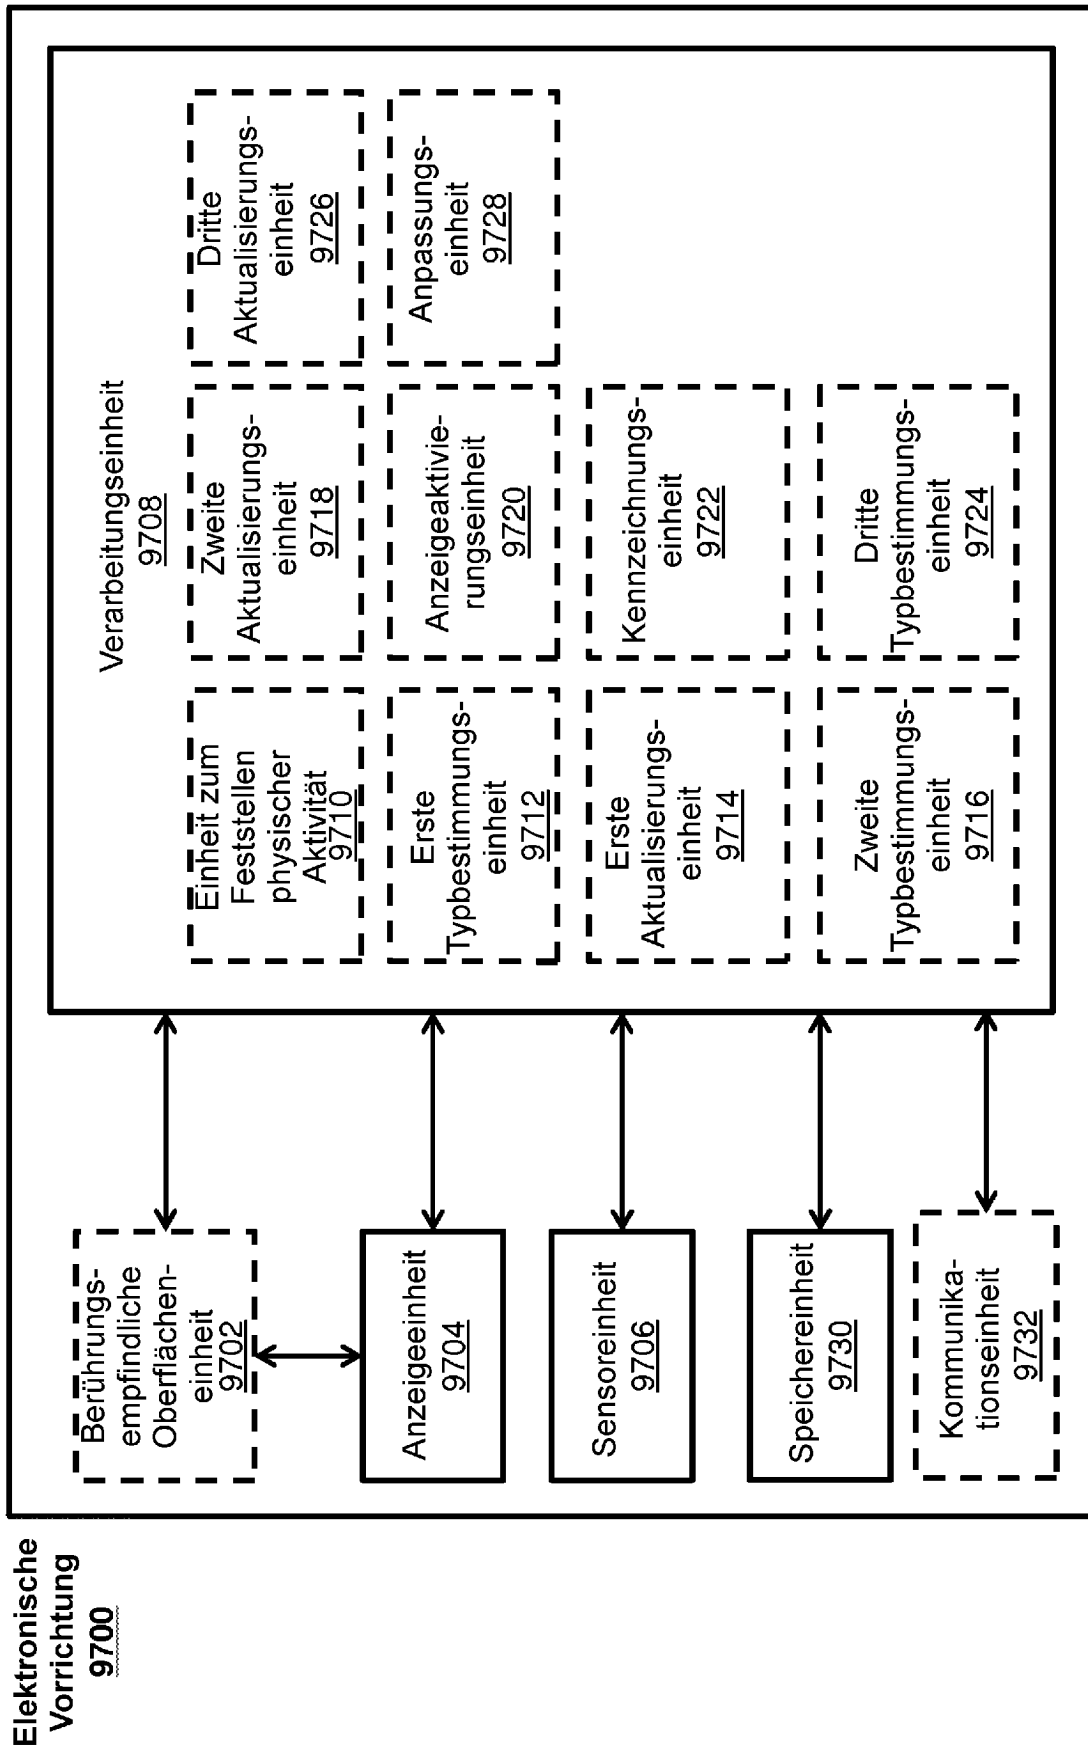 Elektronische
Vorrichtung
9700
Berührungs-
empfindliche
Oberflächen-
einheit
9702
Anzeigeeinheit
9704
Sensoreinheit
9706
Speichereinheit
9730
Kommunika-
tionseinheit
9732
Verarbeitungseinheit
9708
Einheit zum
Feststellen
physischer
Aktivität
9710
Zweite
Aktualisierungs-
einheit
9718
Dritte
Aktualisierungs-
einheit
9726
Erste
Typbestimmungs-
einheit
9712
Anzeigeaktivie-
rungseinheit
9720
Anpassungs-
einheit
9728
Erste
Aktualisierungs-
einheit
9714
Kennzeichnungs-
einheit
9722
Zweite
Typbestimmungs-
einheit
9716
Dritte
Typbestimmungs-
einheit
9724